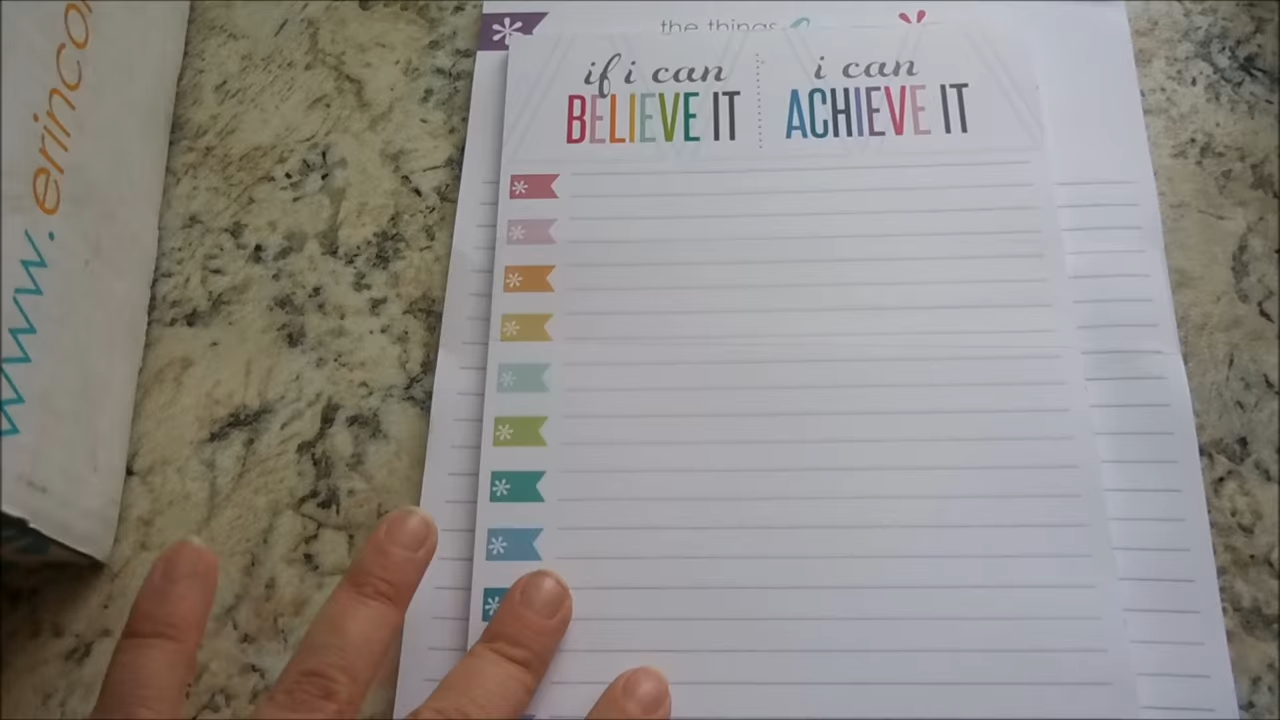 www.erinco
the things
if i can
BELIEVE IT
i can
ACHIEVE IT